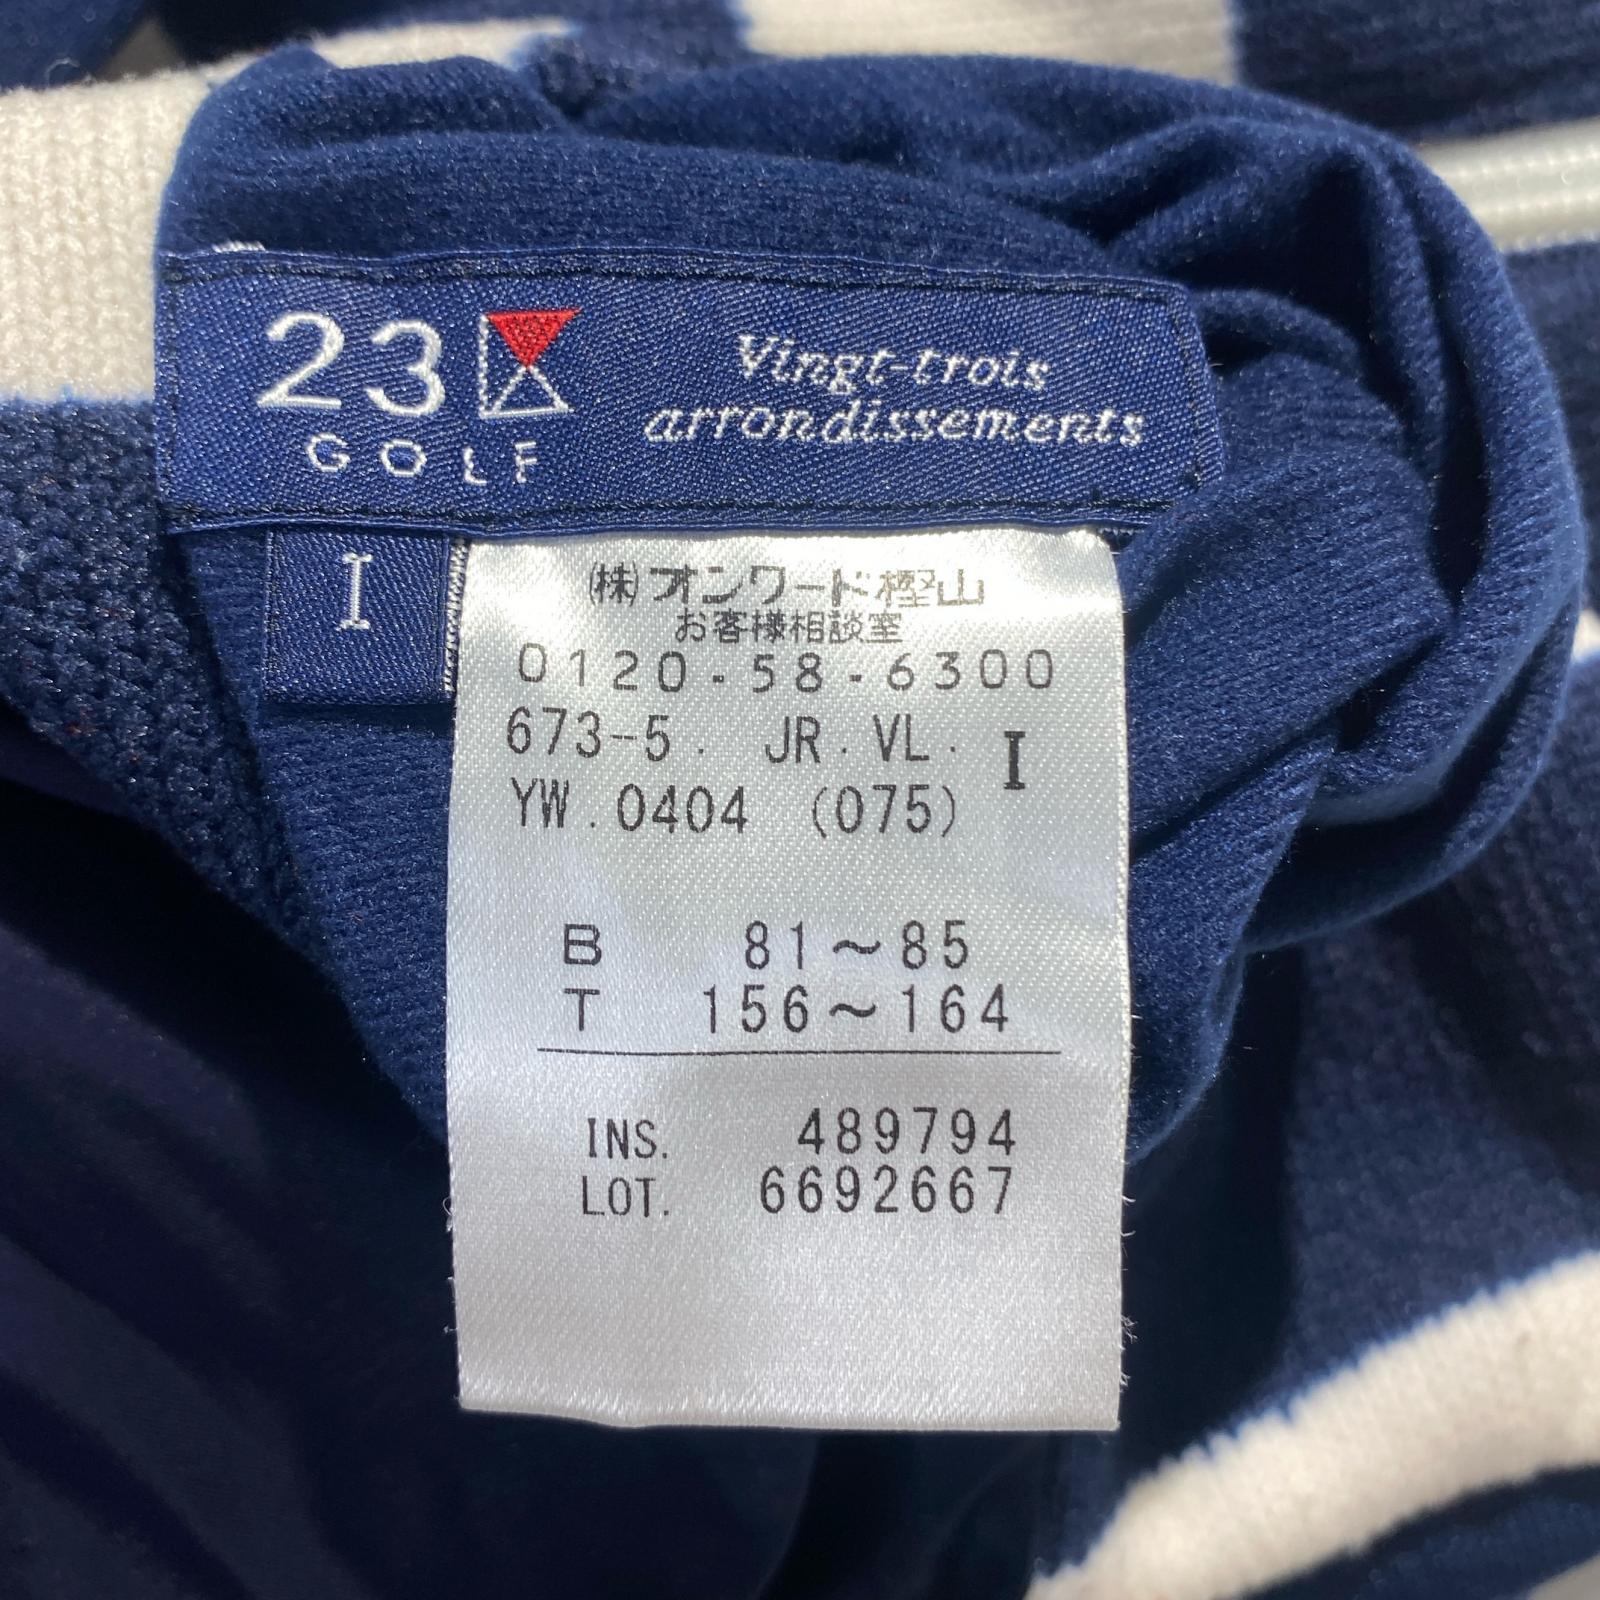 23
GOLF
Vingt-trois
arrondissements
I
(株)オンワード樫山
お客様相談室
0120-58-6300
673-5. JR.VL. I
YW.0404 (075)
B 81～85
T 156～164
INS. 489794
LOT. 6692667